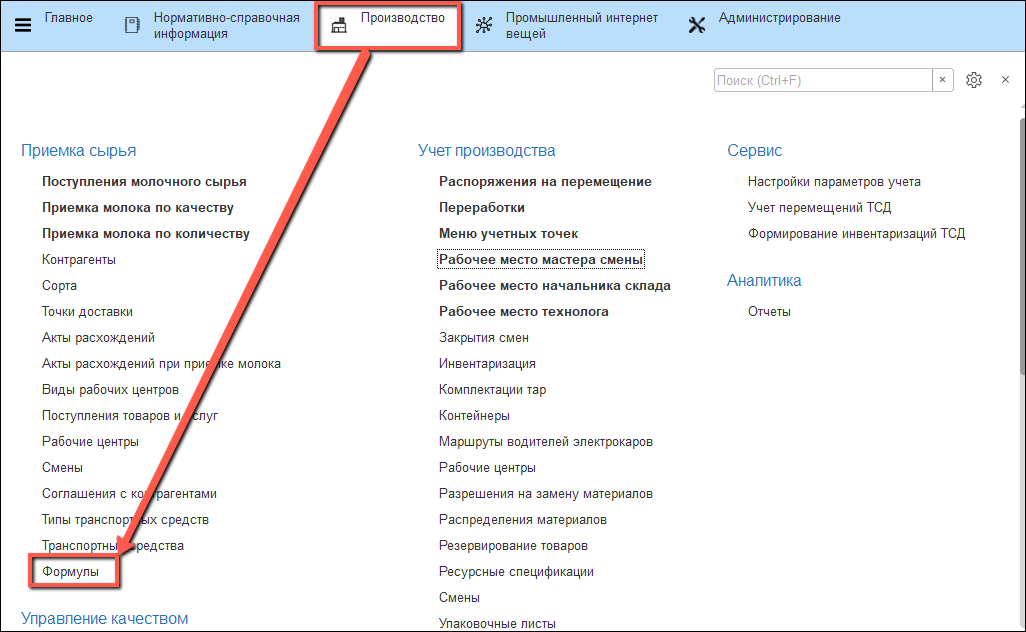 Главное
Нормативно-справочная
информация
Производство
Промышленный интернет
вещей
Администрирование
Поиск (Ctrl+F)
Приемка сырья
Поступления молочного сырья
Приемка молока по качеству
Приемка молока по количеству
Контрагенты
Сорта
Точки доставки
Акты расхождений
Акты расхождений при приемке молока
Виды рабочих центров
Поступления товаров и услуг
Рабочие центры
Смены
Соглашения с контрагентами
Типы транспортных средств
Транспортные средства
Формулы
Управление качеством
Учет производства
Распоряжения на перемещение
Переработки
Меню учетных точек
Рабочее место мастера смены
Рабочее место начальника склада
Рабочее место технолога
Закрытия смен
Инвентаризация
Комплектации тар
Контейнеры
Маршруты водителей электрокаров
Рабочие центры
Разрешения на замену материалов
Распределения материалов
Резервирование товаров
Ресурсные спецификации
Смены
Упаковочные листы
Сервис
Настройки параметров учета
Учет перемещений ТСД
Формирование инвентаризаций ТСД
Аналитика
Отчеты